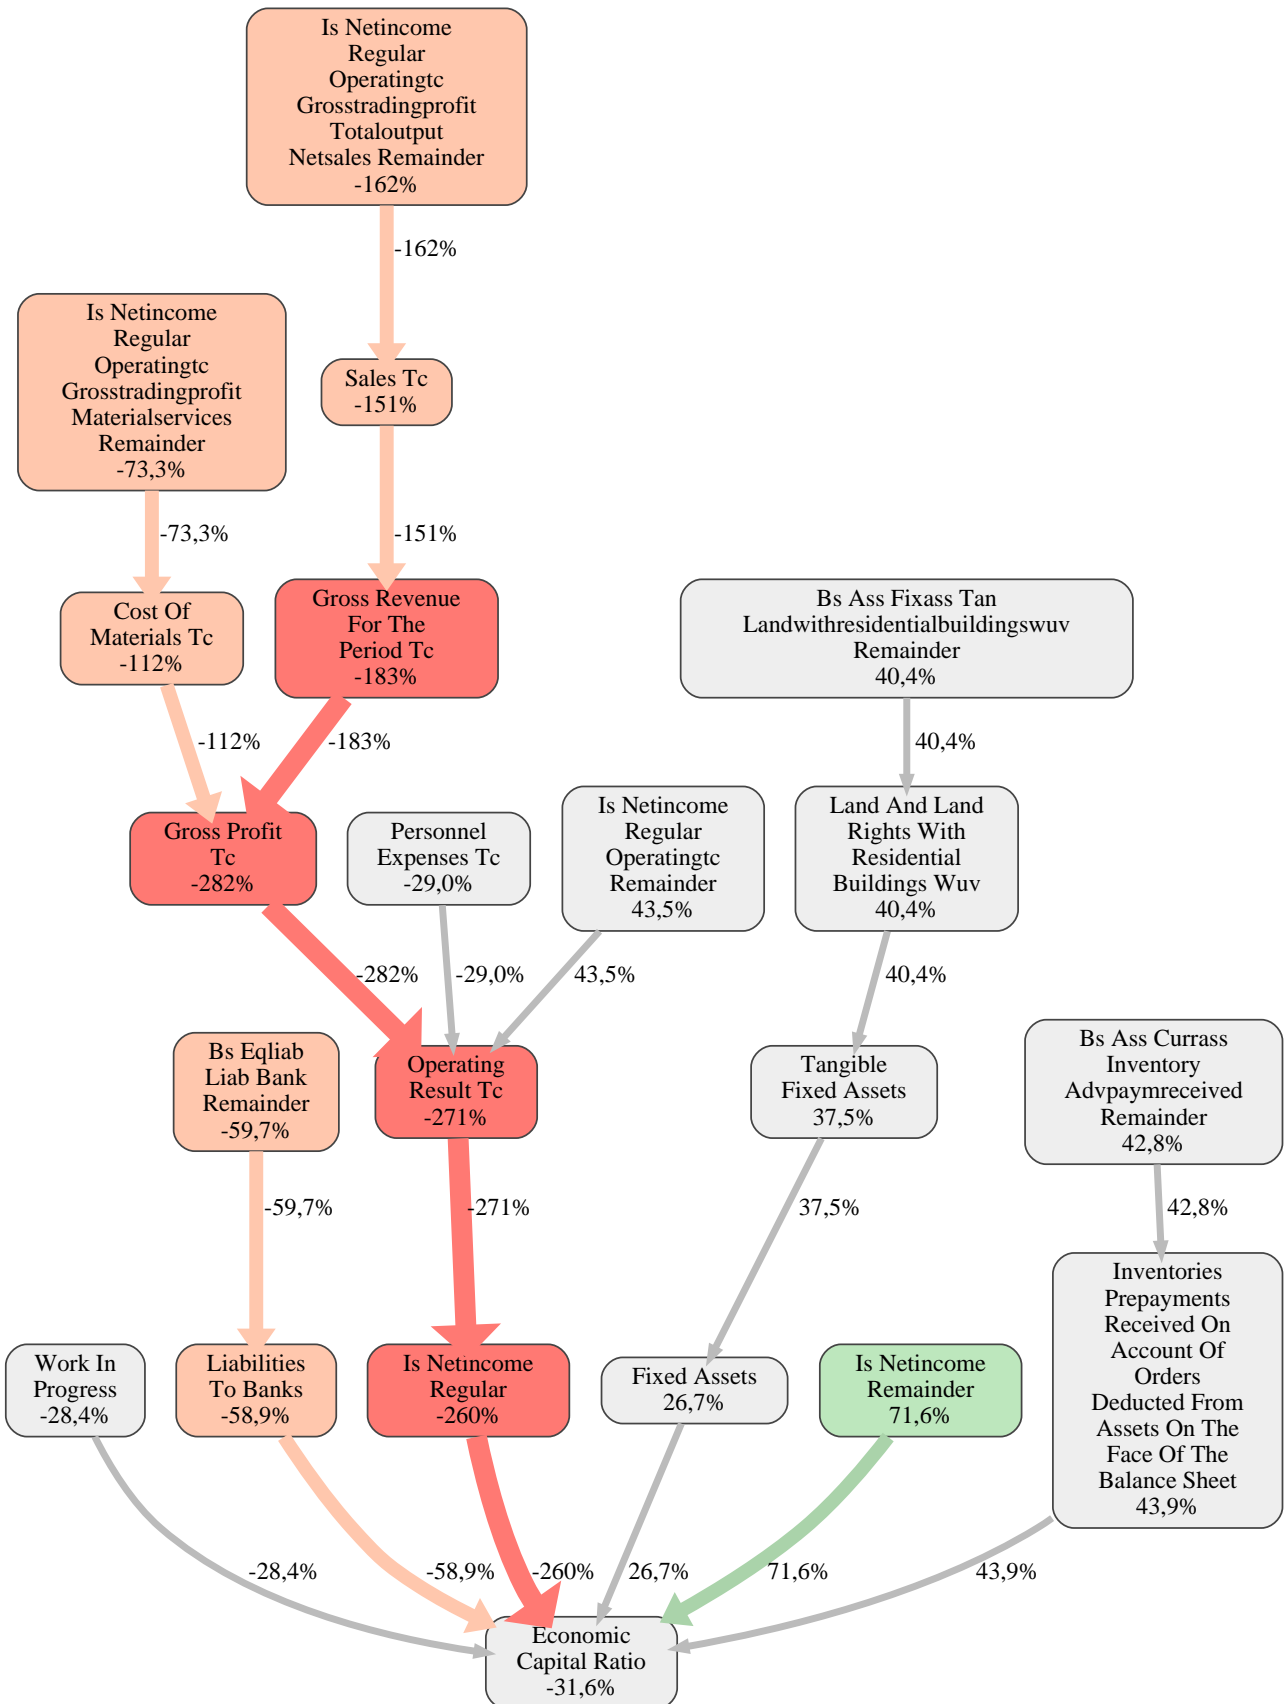 Is Netincome
Regular
Operatingtc
Grosstradingprofit
Totaloutput
Netsales Remainder
-162%
-162%
Is Netincome
Regular
Operatingtc
Grosstradingprofit
Materialservices
Remainder
-73,3%
Sales Tc
-151%
-73,3%
-151%
Cost Of
Materials Tc
-112%
Gross Revenue
For The
Period Tc
-183%
Bs Ass Fixass Tan
Landwithresidentialbuildingswuv
Remainder
40,4%
-112%
-183%
40,4%
Gross Profit
Tc
-282%
Personnel
Expenses Tc
-29,0%
Is Netincome
Regular
Operatingtc
Remainder
43,5%
Land And Land
Rights With
Residential
Buildings Wuv
40,4%
-282%
-29,0%
43,5%
40,4%
Bs Eqliab
Liab Bank
Remainder
-59,7%
Operating
Result Tc
-271%
Tangible
Fixed Assets
37,5%
Bs Ass Currass
Inventory
Advpaymreceived
Remainder
42,8%
-59,7%
-271%
37,5%
42,8%
Work In
Progress
-28,4%
Liabilities
To Banks
-58,9%
Is Netincome
Regular
-260%
Fixed Assets
26,7%
Is Netincome
Remainder
71,6%
Inventories
Prepayments
Received On
Account Of
Orders
Deducted From
Assets On The
Face Of The
Balance Sheet
43,9%
-28,4%
-58,9%
-260%
26,7%
71,6%
43,9%
Economic
Capital Ratio
-31,6%